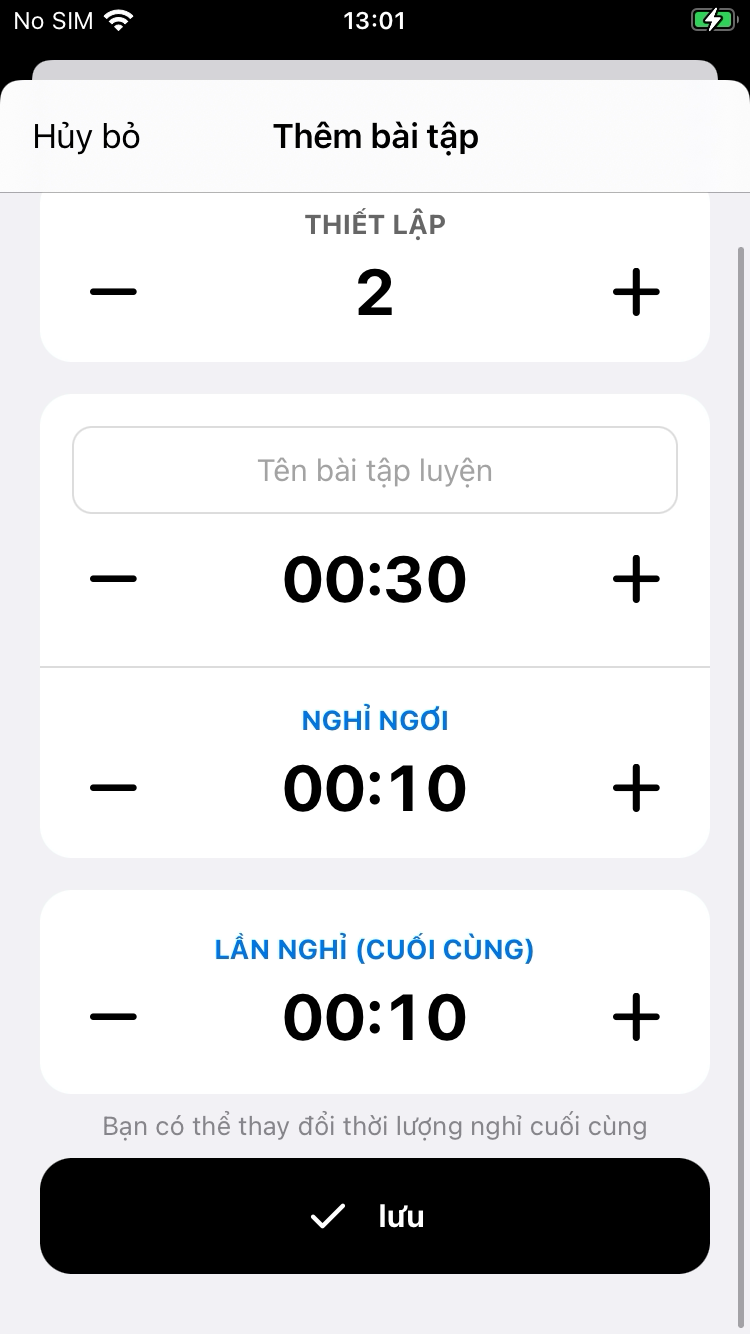 No SIM 13:01
Hủy bỏ Thêm bài tập
THIẾT LẬP
2
Tên bài tập luyện
00:30
NGHỈ NGƠI
00:10
LẦN NGHỈ (CUỐI CÙNG)
00:10
Bạn có thể thay đổi thời lượng nghỉ cuối cùng
lưu